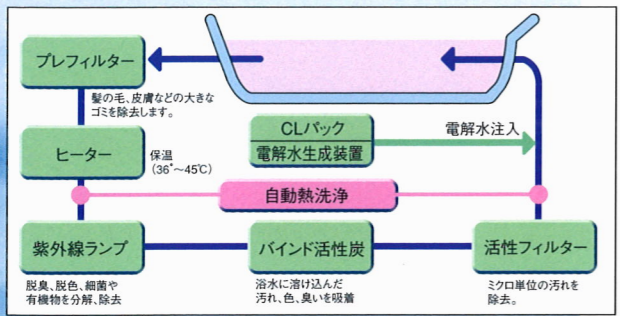 プレフィルター
髪の毛、皮膚などの大きな
ゴミを除去します。
CLパック
電解水生成装置
電解水注入
ヒーター
保温
(36°～45℃)
自動熱洗浄
紫外線ランプ
脱臭、脱色、細菌や
有機物を分解、除去
バインド活性炭
浴水に溶け込んだ
汚れ、色、臭いを吸着
活性フィルター
ミクロ単位の汚れを
除去。